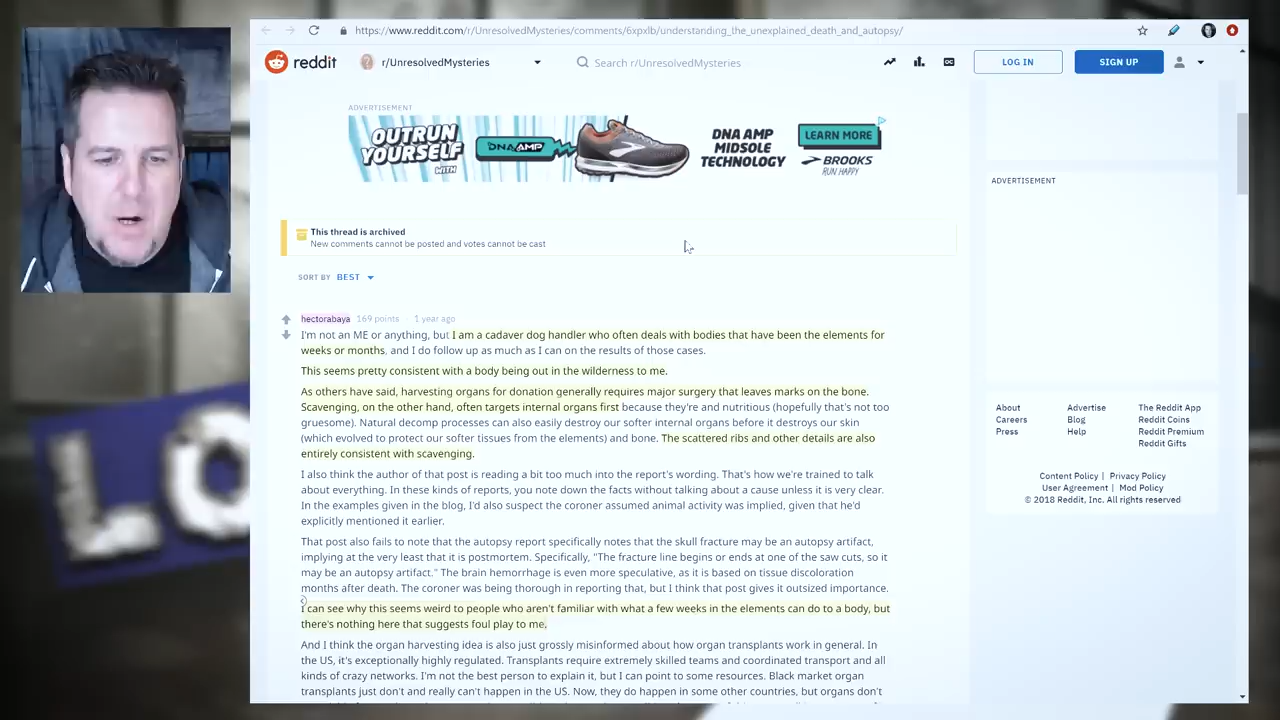 https://www.reddit.com/r/UnresolvedMysteries/comments/6xpxlb/understanding_the_unexplained_death_and_autopsy/
reddit
r/UnresolvedMysteries
Search r/UnresolvedMysteries
LOG IN
SIGN UP
ADVERTISEMENT
OUTRUN
YOURSELF
WITH
DNA AMP
DNA AMP
MIDSOLE
TECHNOLOGY
LEARN MORE
BROOKS
RUN HAPPY
ADVERTISEMENT
This thread is archived
New comments cannot be posted and votes cannot be cast
SORT BY BEST
hectorabaya 169 points · 1 year ago
I'm not an ME or anything, but I am a cadaver dog handler who often deals with bodies that have been the elements for
weeks or months, and I do follow up as much as I can on the results of those cases.
This seems pretty consistent with a body being out in the wilderness to me.
As others have said, harvesting organs for donation generally requires major surgery that leaves marks on the bone.
Scavenging, on the other hand, often targets internal organs first because they're and nutritious (hopefully that's not too
gruesome). Natural decomp processes can also easily destroy our softer internal organs before it destroys our skin
(which evolved to protect our softer tissues from the elements) and bone. The scattered ribs and other details are also
entirely consistent with scavenging.
I also think the author of that post is reading a bit too much into the report's wording. That's how we're trained to talk
about everything. In these kinds of reports, you note down the facts without talking about a cause unless it is very clear.
In the examples given in the blog, I'd also suspect the coroner assumed animal activity was implied, given that he'd
explicitly mentioned it earlier.
That post also fails to note that the autopsy report specifically notes that the skull fracture may be an autopsy artifact,
implying at the very least that it is postmortem. Specifically, "The fracture line begins or ends at one of the saw cuts, so it
may be an autopsy artifact." The brain hemorrhage is even more speculative, as it is based on tissue discoloration
months after death. The coroner was being thorough in reporting that, but I think that post gives it outsized importance.
I can see why this seems weird to people who aren't familiar with what a few weeks in the elements can do to a body, but
there's nothing here that suggests foul play to me.
And I think the organ harvesting idea is also just grossly misinformed about how organ transplants work in general. In
the US, it's exceptionally highly regulated. Transplants require extremely skilled teams and coordinated transport and all
kinds of crazy networks. I'm not the best person to explain it, but I can point to some resources. Black market organ
transplants just don't and really can't happen in the US. Now, they do happen in some other countries, but organs don't
About
Careers
Press
Advertise
Blog
Help
The Reddit App
Reddit Coins
Reddit Premium
Reddit Gifts
Content Policy | Privacy Policy
User Agreement | Mod Policy
© 2018 Reddit, Inc. All rights reserved